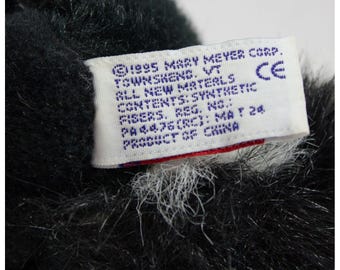 ©1995 MARY MEYER CORP.
TOWNSHEND, VT
ALL NEW MATERLS
CONTENTS: SYNTHETIC
FIBERS. REG. NO.:
PA 4476 (RC): MA T 24
PRODUCT OF CHINA
CE